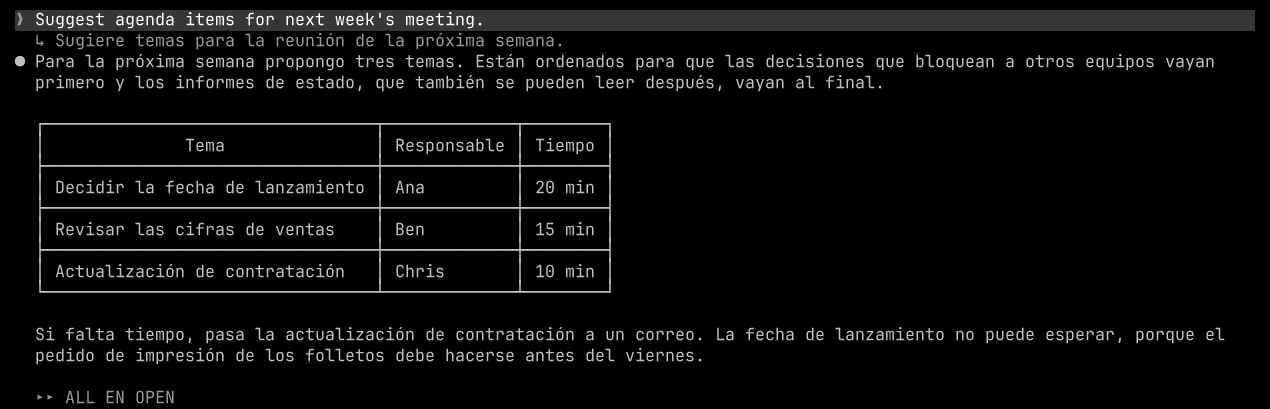 ❯ Suggest agenda items for next week's meeting.
↳ Sugiere temas para la reunión de la próxima semana.
● Para la próxima semana propongo tres temas. Están ordenados para que las decisiones que bloquean a otros equipos vayan
primero y los informes de estado, que también se pueden leer después, vayan al final.
Tema Responsable Tiempo
Decidir la fecha de lanzamiento Ana 20 min
Revisar las cifras de ventas Ben 15 min
Actualización de contratación Chris 10 min
Si falta tiempo, pasa la actualización de contratación a un correo. La fecha de lanzamiento no puede esperar, porque el
pedido de impresión de los folletos debe hacerse antes del viernes.
▸▸ ALL EN OPEN